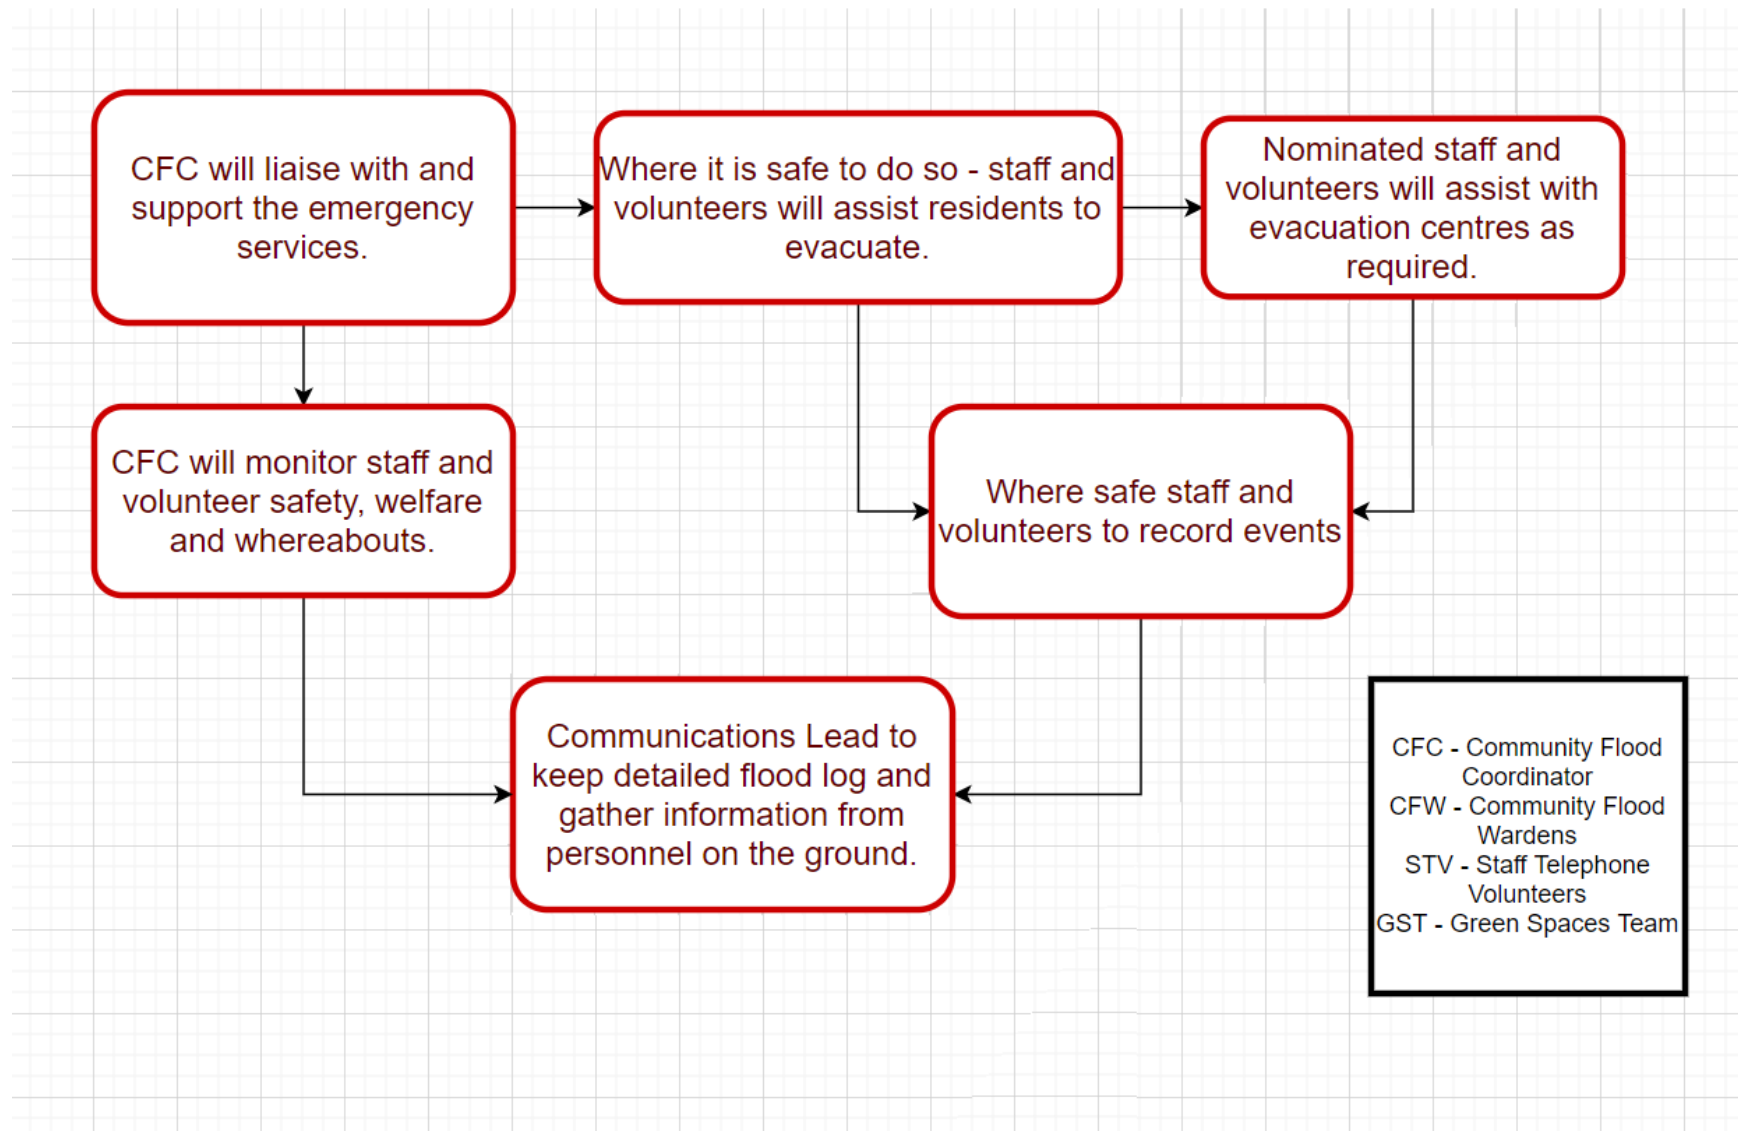 CFC will liaise with and
support the emergency
services.
Where it is safe to do so - staff and
volunteers will assist residents to
evacuate.
Nominated staff and
volunteers will assist with
evacuation centres as
required.
CFC will monitor staff and
volunteer safety, welfare
and whereabouts.
Where safe staff and
volunteers to record events
Communications Lead to
keep detailed flood log and
gather information from
personnel on the ground.
CFC - Community Flood
Coordinator
CFW - Community Flood
Wardens
STV - Staff Telephone
Volunteers
GST - Green Spaces Team